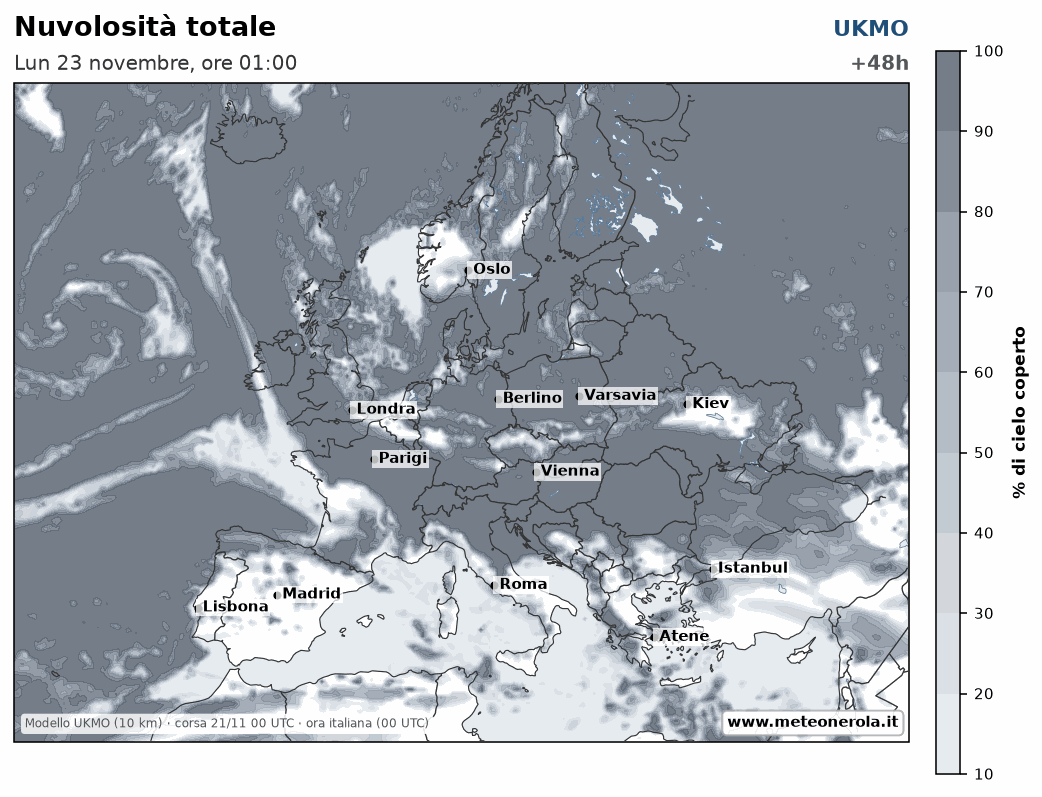 Nuvolosità totale
UKMO
Lun 23 novembre, ore 01:00
+48h
100
90
80
70
60
50
40
30
20
10
% di cielo coperto
Oslo
Londra
Berlino
Varsavia
Kiev
Parigi
Vienna
Istanbul
Roma
Madrid
Lisbona
Atene
Modello UKMO (10 km) · corsa 21/11 00 UTC · ora italiana (00 UTC)
www.meteonerola.it